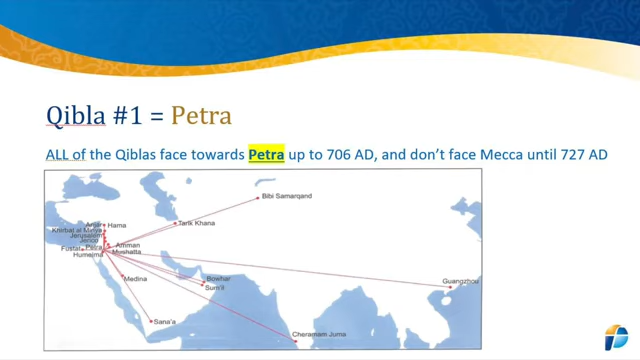 Qibla #1 = Petra
ALL of the Qiblas face towards Petra up to 706 AD, and don't face Mecca until 727 AD
Bibi Samarqand
Tarik Khana
Hama
Khirbat al Minya
Jerusalem
Jerico
Amman
Fustat
Petra
Mushatta
Humeima
Medina
Bowhar
Sum'il
Guangzhou
Sana'a
Cheramam Juma